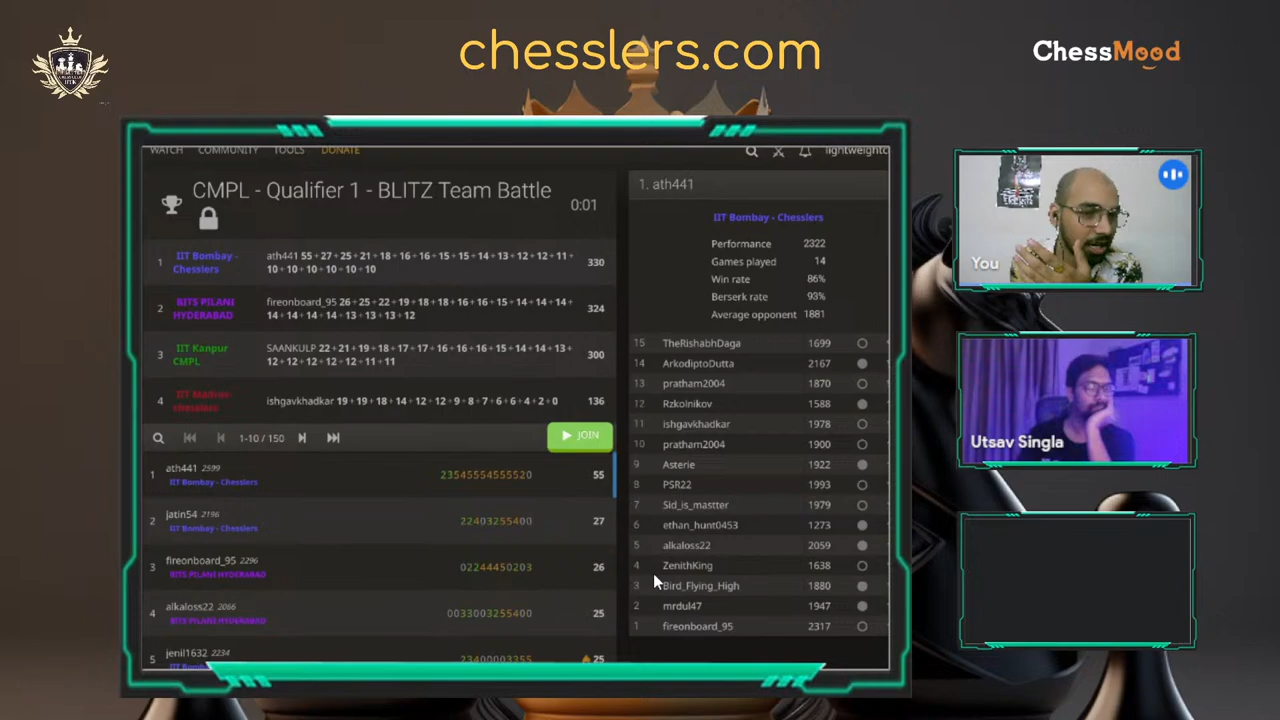 chesslers.com
ChessMood
WATCH COMMUNITY TOOLS DONATE
lightweight
CMPL - Qualifier 1 - BLITZ Team Battle
0:01
1 IIT Bombay - Chesslers ath441 55+27+25+21+18+16+16+15+15+14+13+12+12+11+ 330
10+10+10+10+10+10
2 BITS PILANI HYDERABAD fireonboard_95 26+25+22+19+18+18+16+16+15+14+14+14+ 324
14+14+14+14+13+13+13+12
3 IIT Kanpur CMPL SAANKULP 22+21+19+18+17+17+16+16+16+15+14+14+13+ 300
12+12+12+12+12+11+11
4 IIT Madras-chesslers ishgavkhadkar 19+19+18+14+12+12+9+8+7+6+6+4+2+0 136
1-10 / 150
JOIN
1 ath441 2599 23545554555520 55
IIT Bombay - Chesslers
2 jatin54 2196 22403255400 27
IIT Bombay - Chesslers
3 fireonboard_95 2296 02244450203 26
BITS PILANI HYDERABAD
4 alkaloss22 2066 003300325540​0 25
BITS PILANI HYDERABAD
5 jenil1632 2234 23400003355 25
1. ath441
IIT Bombay - Chesslers
Performance 2322
Games played 14
Win rate 86%
Berserk rate 93%
Average opponent 1881
15 TheRishabhDaga 1699
14 ArkodiptoDutta 2167
13 pratham2004 1870
12 Rzkolnikov 1588
11 ishgavkhadkar 1978
10 pratham2004 1900
9 Asterie 1922
8 PSR22 1993
7 Sid_is_mastter 1979
6 ethan_hunt0453 1273
5 alkaloss22 2059
4 ZenithKing 1638
3 Bird_Flying_High 1880
2 mrdul47 1947
1 fireonboard_95 2317
You
Utsav Singla